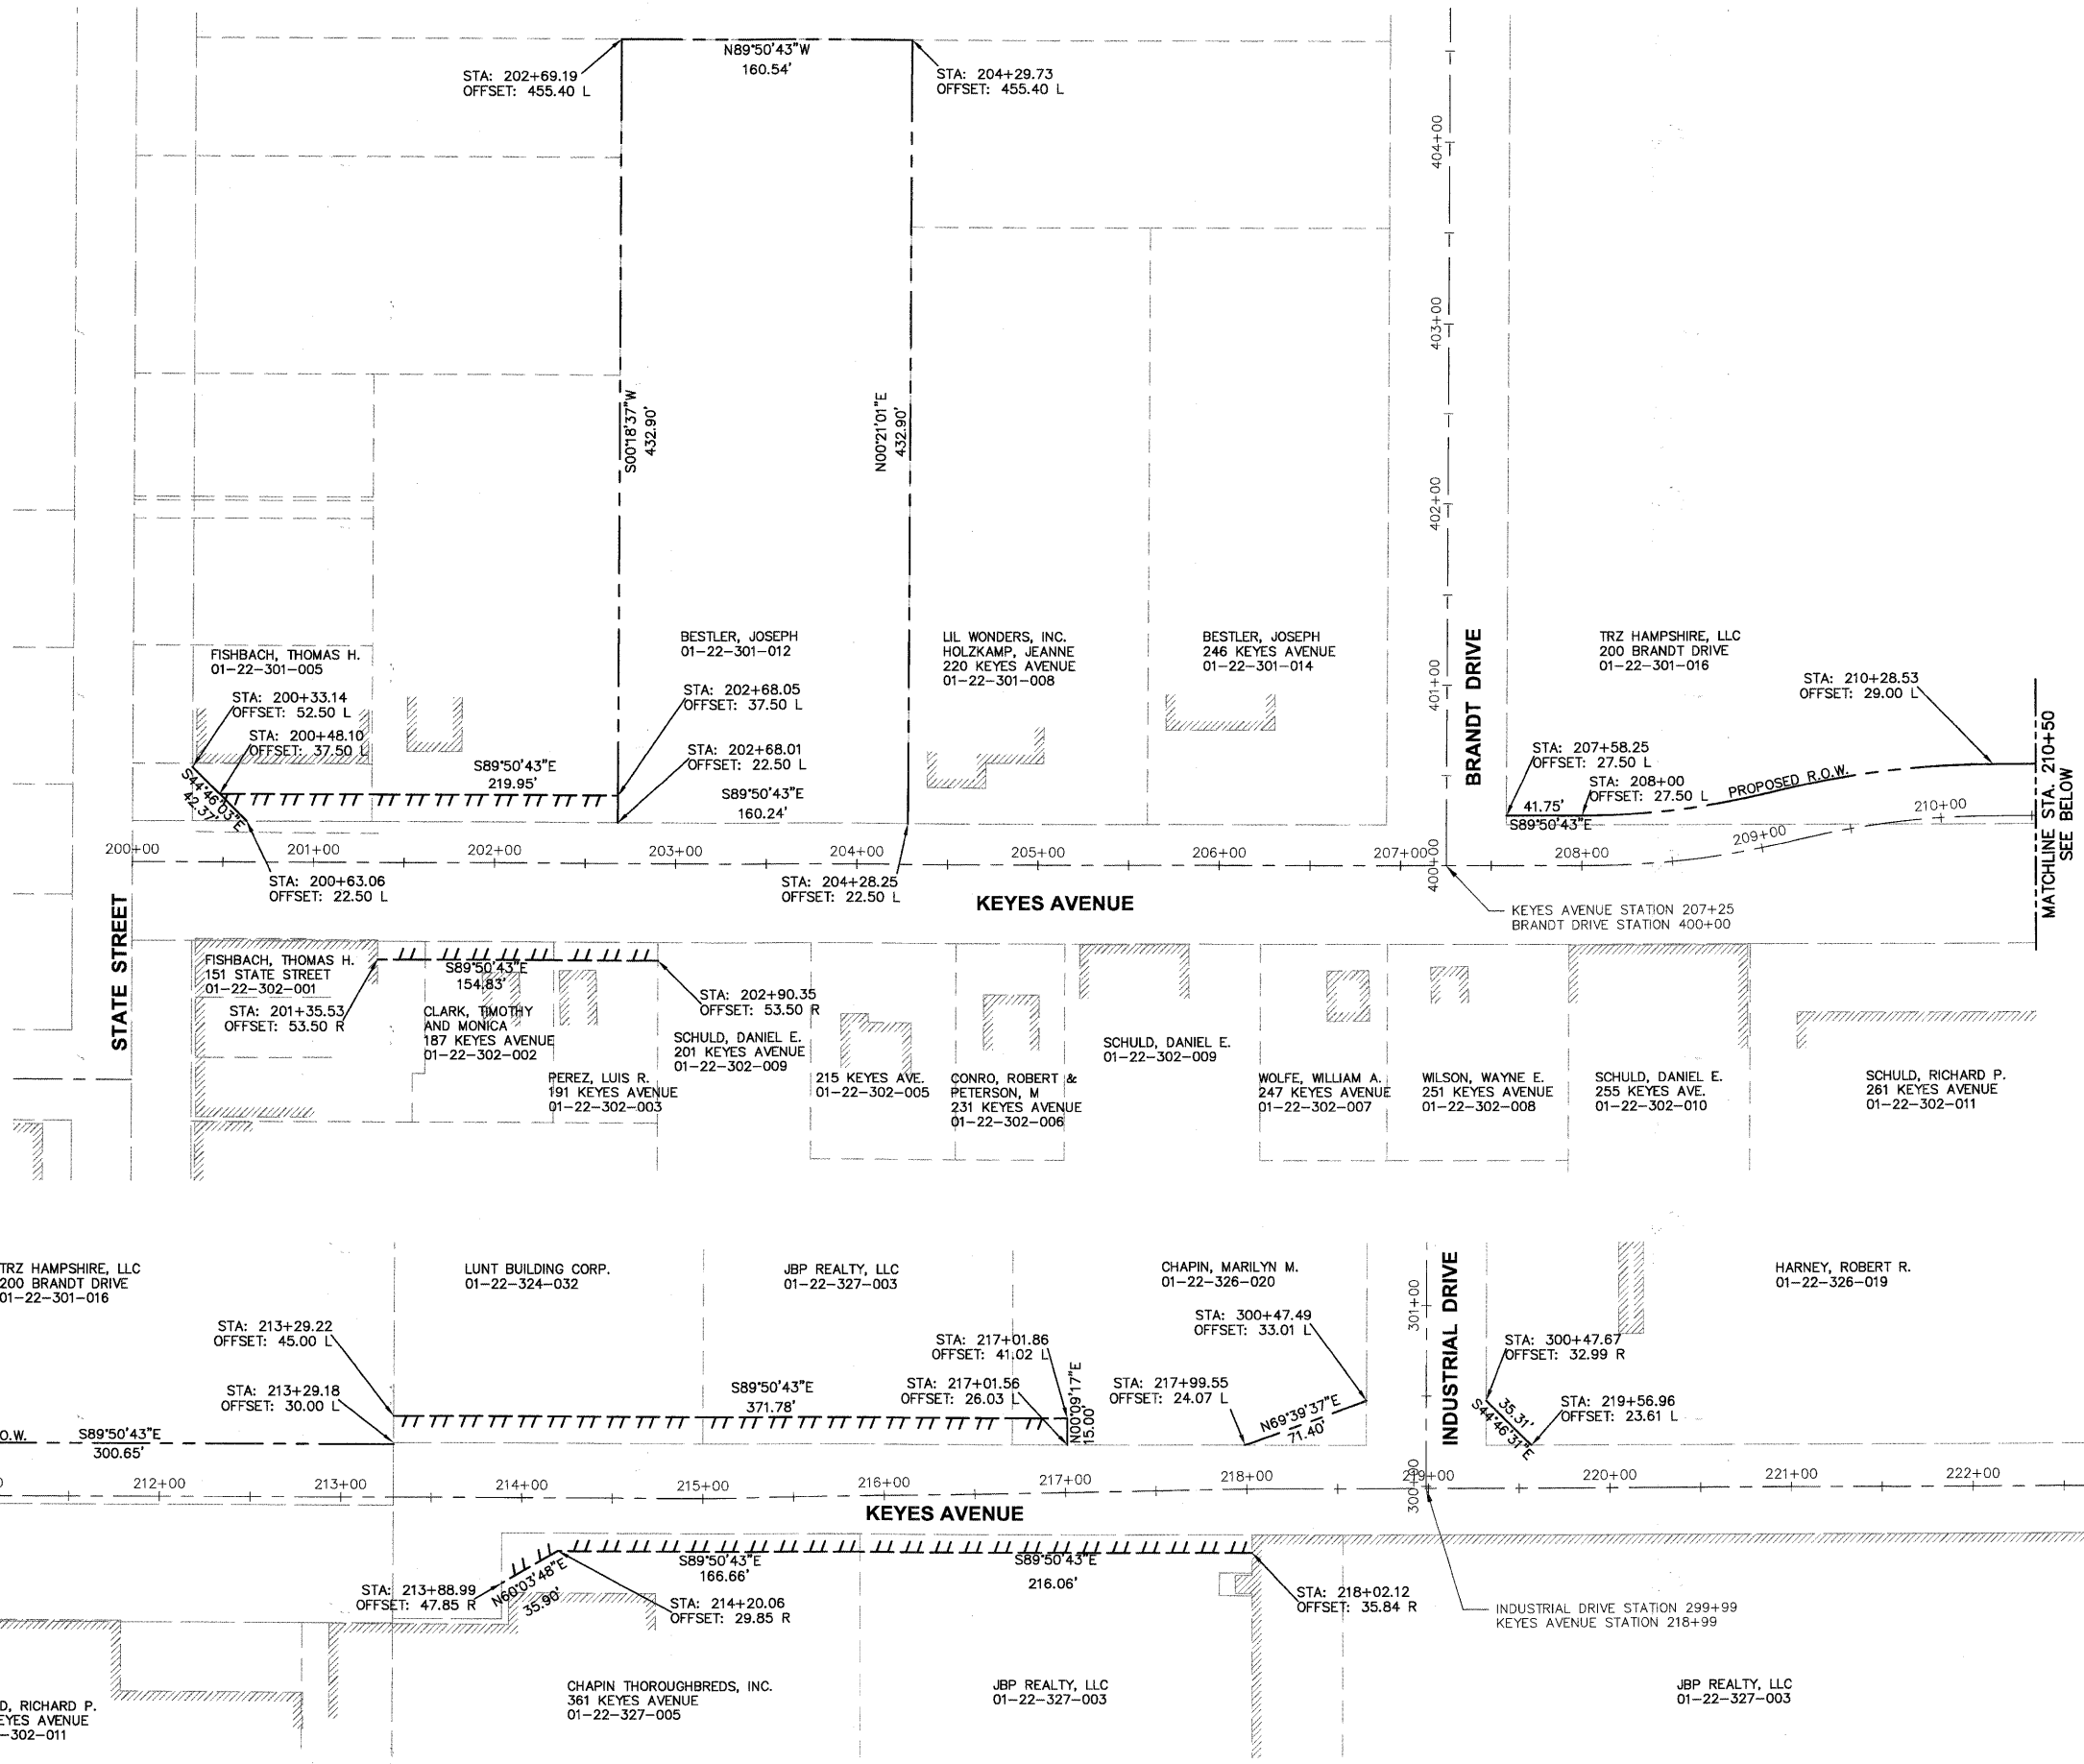 N89°50'43"W
160.54'
STA: 202+69.19
OFFSET: 455.40 L
STA: 204+29.73
OFFSET: 455.40 L
404+00
403+00
402+00
401+00
400+00
S00°18'37"W
432.90'
N00°21'01"E
432.90'
BRANDT DRIVE
FISHBACH, THOMAS H.
01-22-301-005
BESTLER, JOSEPH
01-22-301-012
LIL WONDERS, INC.
HOLZKAMP, JEANNE
220 KEYES AVENUE
01-22-301-008
BESTLER, JOSEPH
246 KEYES AVENUE
01-22-301-014
TRZ HAMPSHIRE, LLC
200 BRANDT DRIVE
01-22-301-016
STA: 200+33.14
OFFSET: 52.50 L
STA: 200+48.10
OFFSET: 37.50 L
STA: 202+68.05
OFFSET: 37.50 L
STA: 202+68.01
OFFSET: 22.50 L
STA: 210+28.53
OFFSET: 29.00 L
STA: 207+58.25
OFFSET: 27.50 L
STA: 208+00
OFFSET: 27.50 L
S44°46'03"E
42.37'
S89°50'43"E
219.95'
S89°50'43"E
160.24'
41.75'
S89°50'43"E
PROPOSED R.O.W.
MATCHLINE STA. 210+50
SEE BELOW
200+00
201+00
202+00
203+00
204+00
205+00
206+00
207+00
208+00
209+00
210+00
STA: 200+63.06
OFFSET: 22.50 L
STA: 204+28.25
OFFSET: 22.50 L
KEYES AVENUE
KEYES AVENUE STATION 207+25
BRANDT DRIVE STATION 400+00
STATE STREET
FISHBACH, THOMAS H.
151 STATE STREET
01-22-302-001
STA: 201+35.53
OFFSET: 53.50 R
S89°50'43"E
154.83'
STA: 202+90.35
OFFSET: 53.50 R
CLARK, TIMOTHY
AND MONICA
187 KEYES AVENUE
01-22-302-002
PEREZ, LUIS R.
191 KEYES AVENUE
01-22-302-003
SCHULD, DANIEL E.
201 KEYES AVENUE
01-22-302-009
215 KEYES AVE.
01-22-302-005
CONRO, ROBERT &
PETERSON, M
231 KEYES AVENUE
01-22-302-006
SCHULD, DANIEL E.
01-22-302-009
WOLFE, WILLIAM A.
247 KEYES AVENUE
01-22-302-007
WILSON, WAYNE E.
251 KEYES AVENUE
01-22-302-008
SCHULD, DANIEL E.
255 KEYES AVE.
01-22-302-010
SCHULD, RICHARD P.
261 KEYES AVENUE
01-22-302-011
TRZ HAMPSHIRE, LLC
200 BRANDT DRIVE
01-22-301-016
LUNT BUILDING CORP.
01-22-324-032
JBP REALTY, LLC
01-22-327-003
CHAPIN, MARILYN M.
01-22-326-020
HARNEY, ROBERT R.
01-22-326-019
INDUSTRIAL DRIVE
301+00
300+00
STA: 213+29.22
OFFSET: 45.00 L
STA: 213+29.18
OFFSET: 30.00 L
STA: 217+01.86
OFFSET: 41.02 L
STA: 217+01.56
OFFSET: 26.03 L
N00°09'17"E
15.00'
STA: 217+99.55
OFFSET: 24.07 L
STA: 300+47.49
OFFSET: 33.01 L
N69°39'37"E
71.40'
STA: 300+47.67
OFFSET: 32.99 R
STA: 219+56.96
OFFSET: 23.61 L
35.31'
S44°46'31"E
O.W.
S89°50'43"E
300.65'
S89°50'43"E
371.78'
0
212+00
213+00
214+00
215+00
216+00
217+00
218+00
219+00
220+00
221+00
222+00
KEYES AVENUE
STA: 213+88.99
OFFSET: 47.85 R
N60°03'48"E
35.90'
STA: 214+20.06
OFFSET: 29.85 R
S89°50'43"E
166.66'
S89°50'43"E
216.06'
STA: 218+02.12
OFFSET: 35.84 R
INDUSTRIAL DRIVE STATION 299+99
KEYES AVENUE STATION 218+99
D, RICHARD P.
EYES AVENUE
-302-011
CHAPIN THOROUGHBREDS, INC.
361 KEYES AVENUE
01-22-327-005
JBP REALTY, LLC
01-22-327-003
JBP REALTY, LLC
01-22-327-003